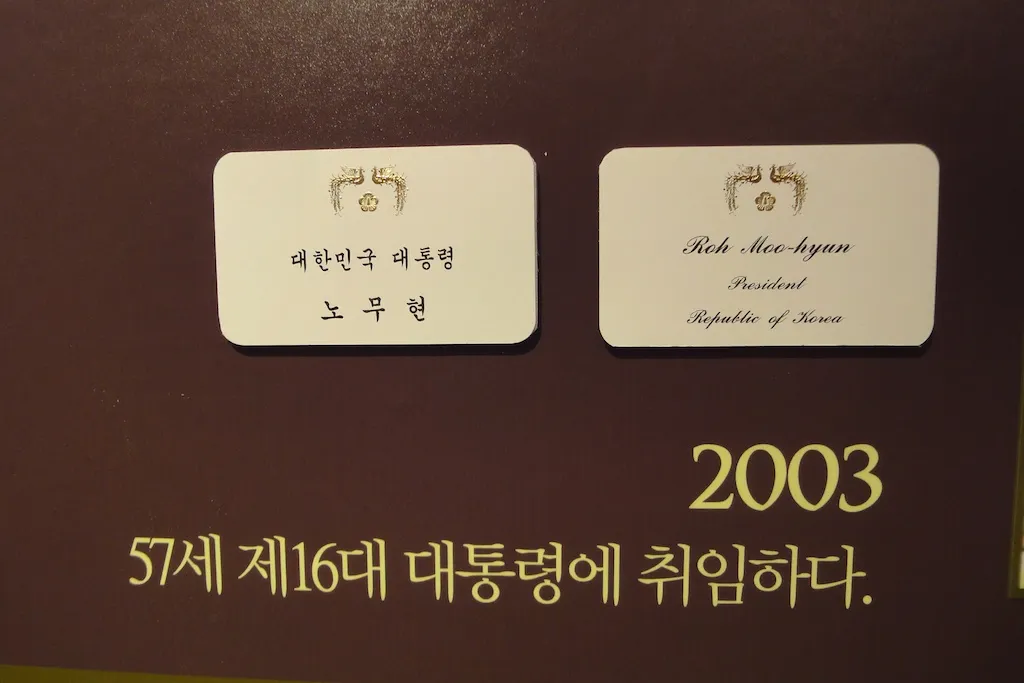 대한민국 대통령
노무현
Roh Moo-hyun
President
Republic of Korea
2003
57세 제16대 대통령에 취임하다.